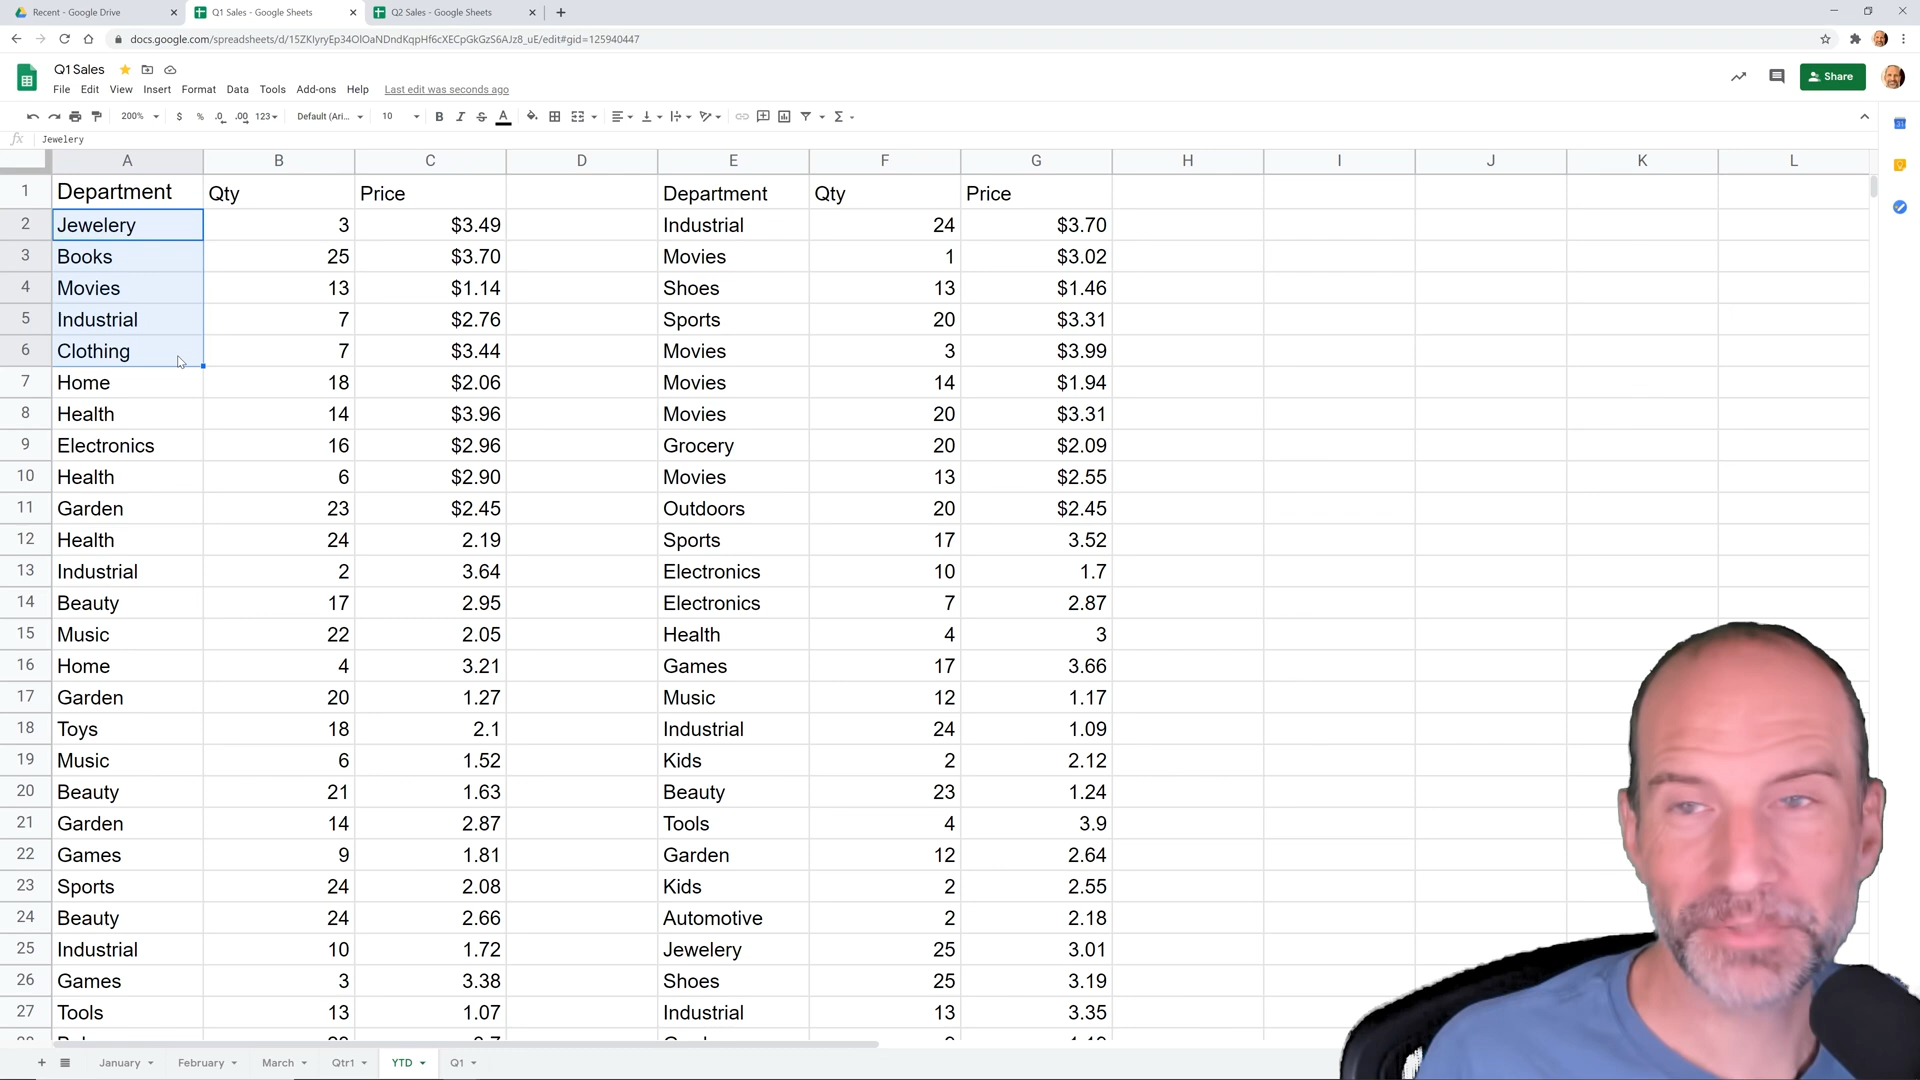 Recent - Google Drive
Q1 Sales - Google Sheets
Q2 Sales - Google Sheets
docs.google.com/spreadsheets/d/15ZKIyryEp34OlOaNDndKqpHf6cXECpGkGzS6AJz8_uE/edit#gid=125940447
Q1 Sales
Share
File Edit View Insert Format Data Tools Add-ons Help Last edit was seconds ago
200% $ % .0 .00 123 Default (Ari... 10 B I S A Σ
fx Jewelery
A B C D E F G H I J K L
1 Department Qty Price Department Qty Price
2 Jewelery 3 $3.49 Industrial 24 $3.70
3 Books 25 $3.70 Movies 1 $3.02
4 Movies 13 $1.14 Shoes 13 $1.46
5 Industrial 7 $2.76 Sports 20 $3.31
6 Clothing 7 $3.44 Movies 3 $3.99
7 Home 18 $2.06 Movies 14 $1.94
8 Health 14 $3.96 Movies 20 $3.31
9 Electronics 16 $2.96 Grocery 20 $2.09
10 Health 6 $2.90 Movies 13 $2.55
11 Garden 23 $2.45 Outdoors 20 $2.45
12 Health 24 2.19 Sports 17 3.52
13 Industrial 2 3.64 Electronics 10 1.7
14 Beauty 17 2.95 Electronics 7 2.87
15 Music 22 2.05 Health 4 3
16 Home 4 3.21 Games 17 3.66
17 Garden 20 1.27 Music 12 1.17
18 Toys 18 2.1 Industrial 24 1.09
19 Music 6 1.52 Kids 2 2.12
20 Beauty 21 1.63 Beauty 23 1.24
21 Garden 14 2.87 Tools 4 3.9
22 Games 9 1.81 Garden 12 2.64
23 Sports 24 2.08 Kids 2 2.55
24 Beauty 24 2.66 Automotive 2 2.18
25 Industrial 10 1.72 Jewelery 25 3.01
26 Games 3 3.38 Shoes 25 3.19
27 Tools 13 1.07 Industrial 13 3.35
January February March Qtr1 YTD Q1